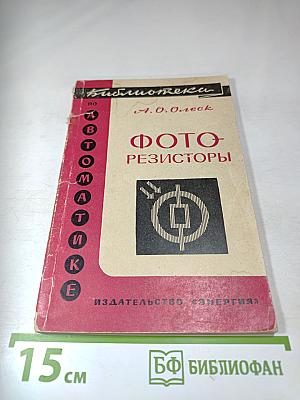 Библиотека
ПО
АВТОМАТИКЕ
А.О.Олеск
ФОТО-
РЕЗИСТОРЫ
ИЗДАТЕЛЬСТВО «ЭНЕРГИЯ»
15 см
БФ БИБЛИОФАН